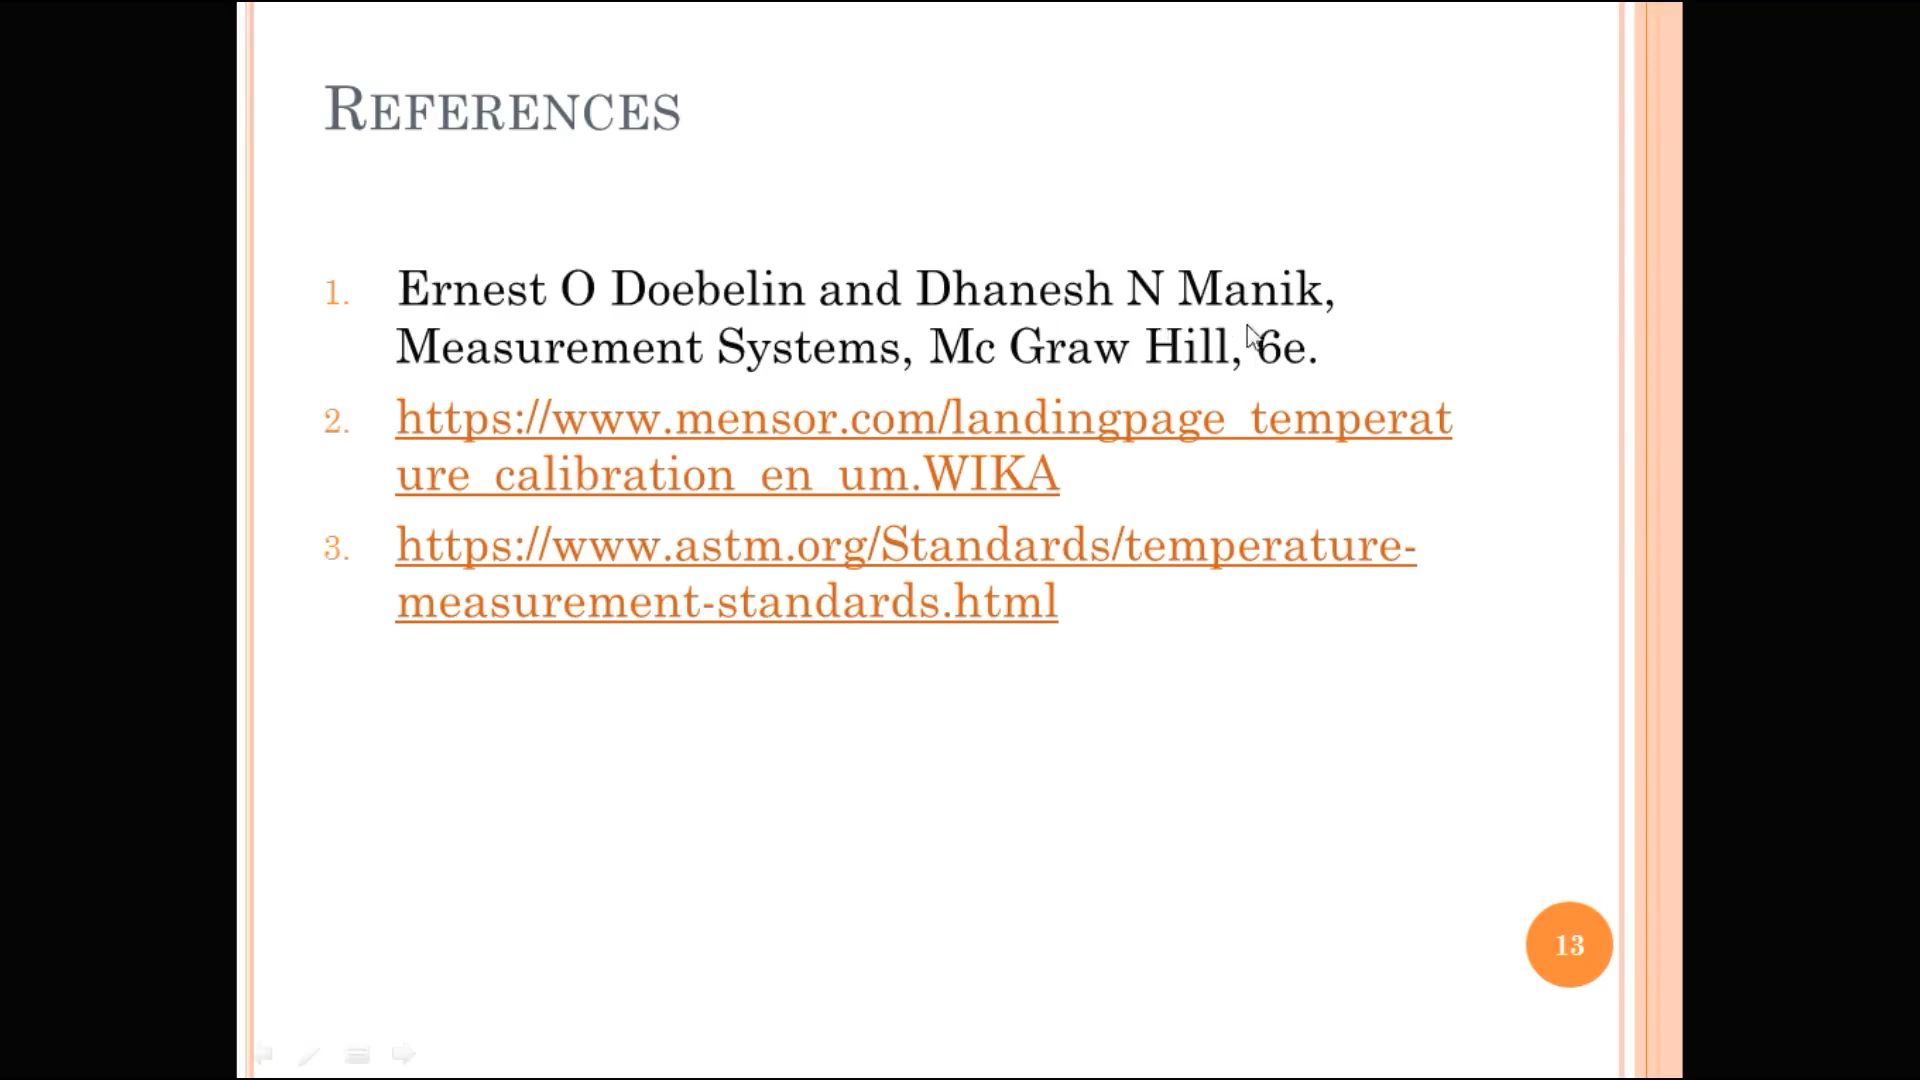 REFERENCES
1. Ernest O Doebelin and Dhanesh N Manik,
Measurement Systems, Mc Graw Hill, 6e.
2. https://www.mensor.com/landingpage_temperat
ure_calibration_en_um.WIKA
3. https://www.astm.org/Standards/temperature-
measurement-standards.html
13